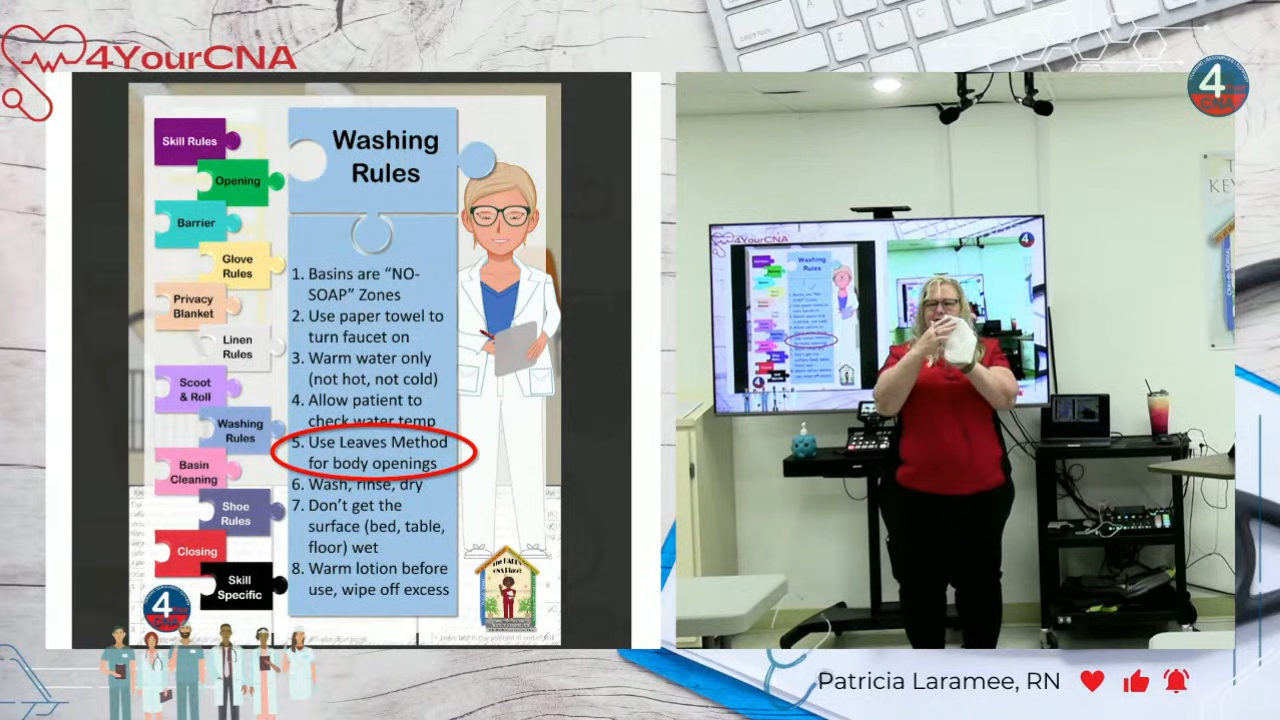 4YourCNA
Skill Rules
Opening
Barrier
Glove
Rules
Privacy
Blanket
Linen
Rules
Scoot
& Roll
Washing
Rules
Basin
Cleaning
Shoe
Rules
Closing
Skill
Specific
Washing
Rules
1. Basins are "NO-
SOAP" Zones
2. Use paper towel to
turn faucet on
3. Warm water only
(not hot, not cold)
4. Allow patient to
check water temp
5. Use Leaves Method
for body openings
6. Wash, rinse, dry
7. Don't get the
surface (bed, table,
floor) wet
8. Warm lotion before
use, wipe off excess
4
4
CNA
4YourCNA
Washing
Rules
KEY
Patricia Laramee, RN